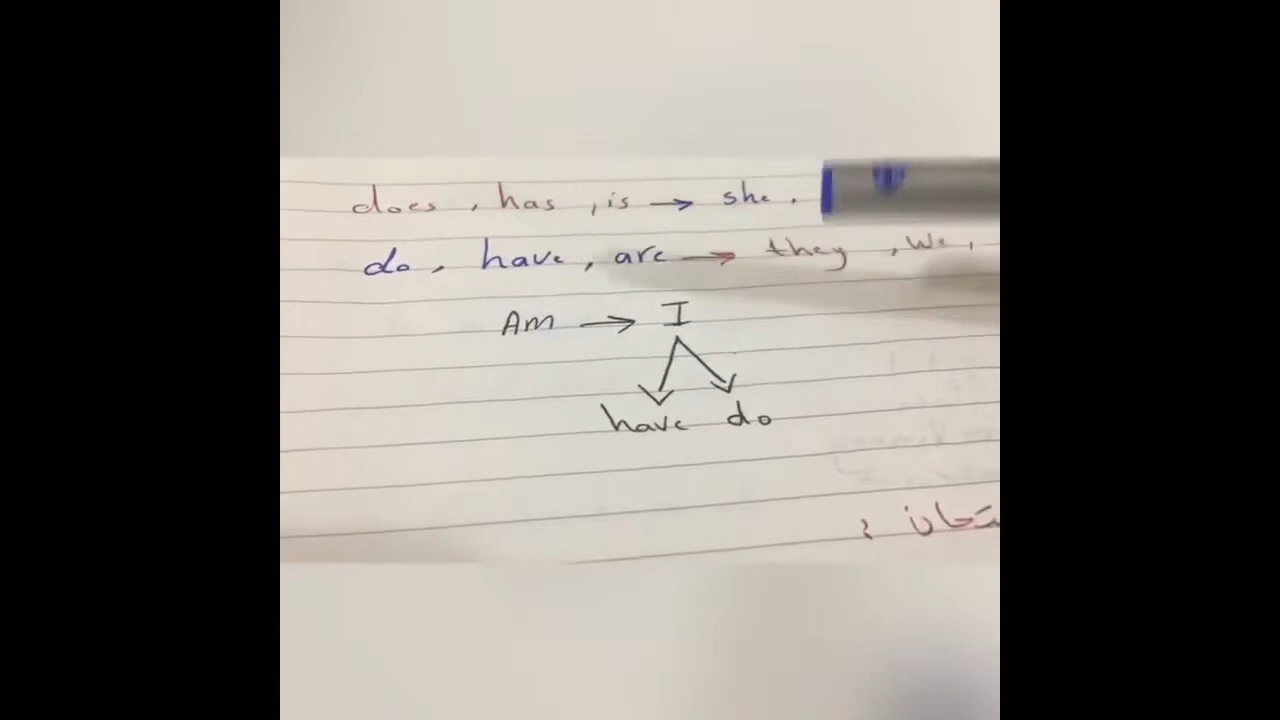 does , has , is → she .
do , have , are → they , we ,
Am → I
have do